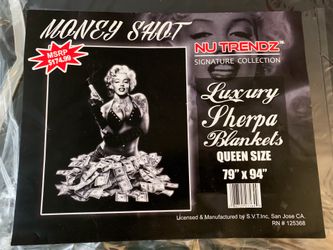 MONEY SHOT
MSRP
$174.99
NU TRENDZ
SIGNATURE COLLECTION
Luxury
Sherpa
Blankets
QUEEN SIZE
79" x 94"
Licensed & Manufactured by S.V.T.Inc, San Jose CA.
RN # 125368